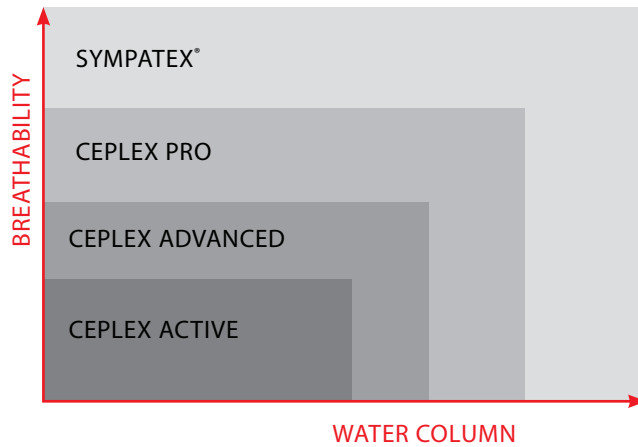 SYMPATEX®
CEPLEX PRO
CEPLEX ADVANCED
CEPLEX ACTIVE
BREATHABILITY
WATER COLUMN